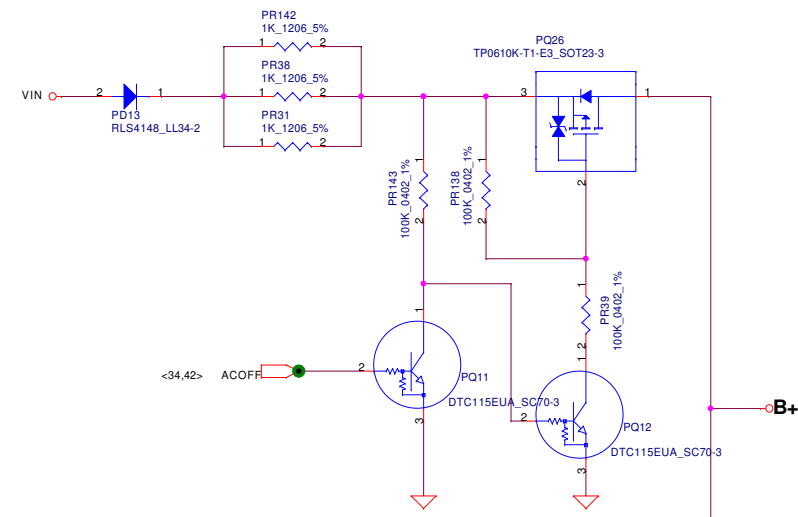 PR142
1K_1206_5%
1 2
PQ26
TP0610K-T1-E3_SOT23-3
PR38
1K_1206_5%
VIN 2 1 1 2 3 1
PD13
RLS4148_LL34-2
PR31
1K_1206_5%
1 2
1
PR143
100K_0402_1%
2
1
PR138
100K_0402_1%
2
2
1
PR39
100K_0402_1%
2
1
<34,42> ACOFF 2
PQ11
DTC115EUA_SC70-3
3
1
2
PQ12
DTC115EUA_SC70-3
3
B+